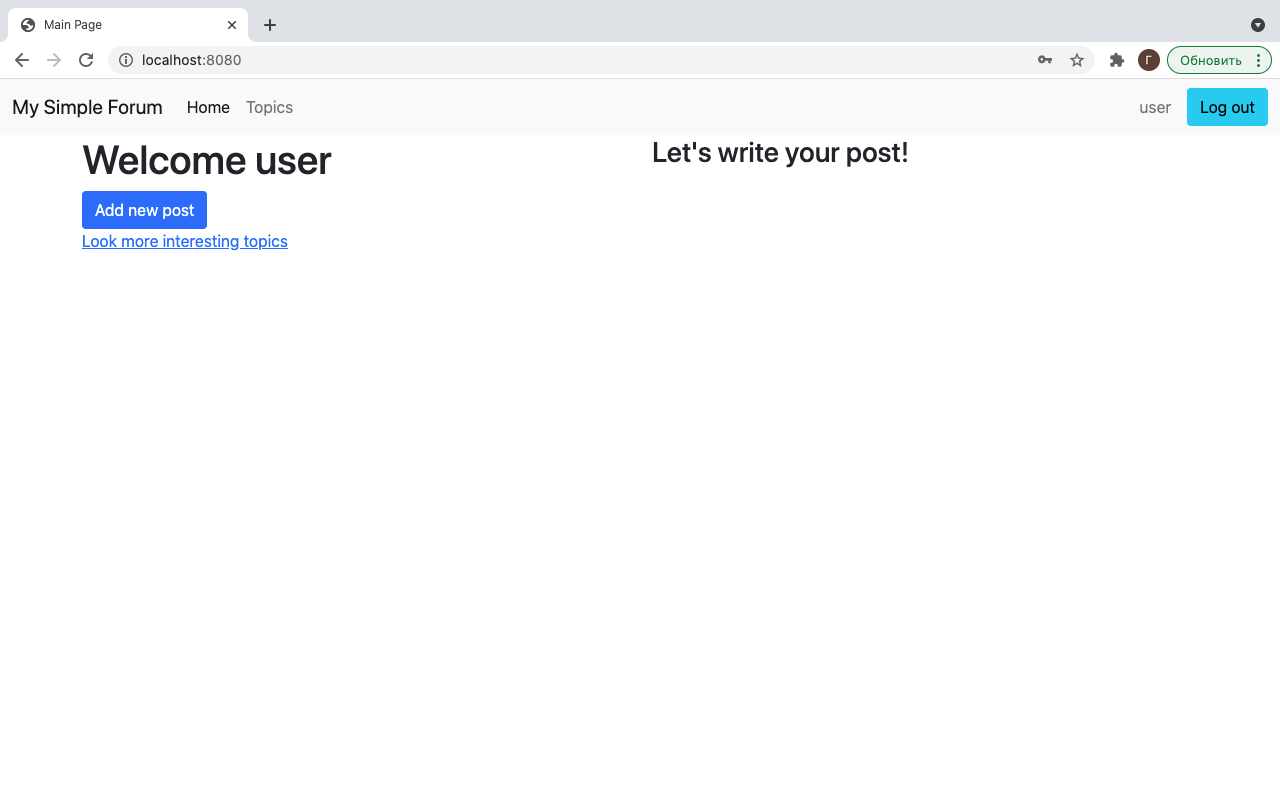 Main Page
localhost:8080
Г
Обновить
My Simple Forum Home Topics user Log out
Welcome user
Add new post
Look more interesting topics
Let's write your post!